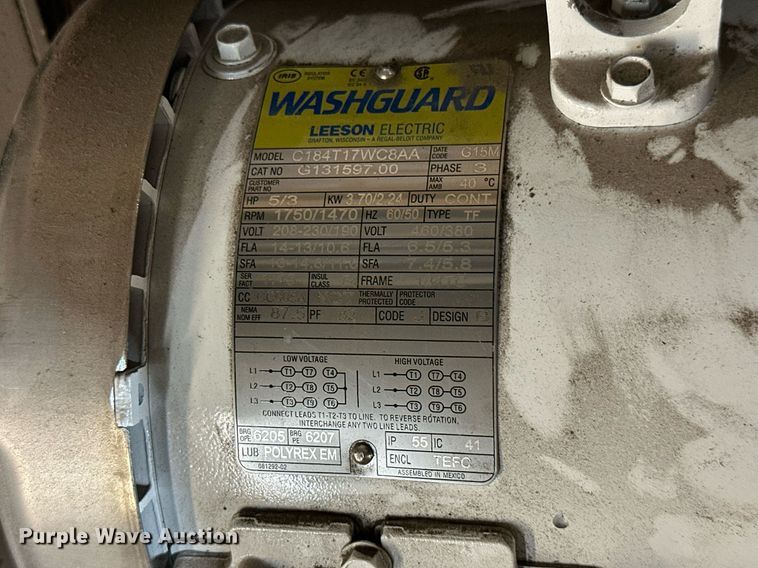 IRIS INSULATION SYSTEM CE
WASHGUARD
LEESON ELECTRIC
GRAFTON, WISCONSIN – A REGAL-BELOIT COMPANY
MODEL C184T17WC8AA DATE CODE G15M
CAT NO G131597.00 PHASE 3
CUSTOMER PART NO MAX AMB 40 °C
HP 5/3 KW 3.70/2.24 DUTY CONT
RPM 1750/1470 HZ 60/50 TYPE TF
VOLT 208-230/190 VOLT 460/380
FLA 14-13/10.6 FLA 6.5/5.3
SFA SFA 7.4/5.8
SER FACT INSUL CLASS FRAME
CC THERMALLY PROTECTED PROTECTOR CODE
NEMA NOM EFF 87.5 PF 82 CODE DESIGN B
LOW VOLTAGE HIGH VOLTAGE
L1 T1 T7 T4 L1 T1 T7 T4
L2 T2 T8 T5 L2 T2 T8 T5
L3 T3 T9 T6 L3 T3 T9 T6
CONNECT LEADS T1-T2-T3 TO LINE. TO REVERSE ROTATION,
INTERCHANGE ANY TWO LINE LEADS.
BRG OPE 6205 BRG PE 6207 IP 55 IC 41
LUB POLYREX EM ENCL TEFC
081292-02 ASSEMBLED IN MEXICO
Purple Wave Auction